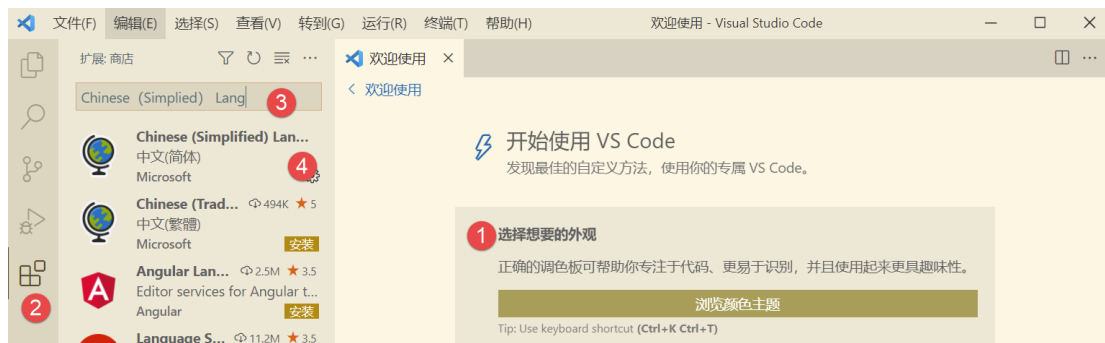 文件(F) 编辑(E) 选择(S) 查看(V) 转到(G) 运行(R) 终端(T) 帮助(H) 欢迎使用 - Visual Studio Code
扩展: 商店
Chinese (Simplied) Lang
3
Chinese (Simplified) Lan...
中文(简体)
4
Microsoft
Chinese (Trad... 494K ★ 5
中文(繁體)
Microsoft 安装
Angular Lan... 2.5M ★ 3.5
Editor services for Angular t...
Angular 安装
Language S... 11.2M ★ 3.5
2
欢迎使用
欢迎使用
开始使用 VS Code
发现最佳的自定义方法，使用你的专属 VS Code。
1 选择想要的外观
正确的调色板可帮助你专注于代码、更易于识别，并且使用起来更具趣味性。
浏览颜色主题
Tip: Use keyboard shortcut (Ctrl+K Ctrl+T)